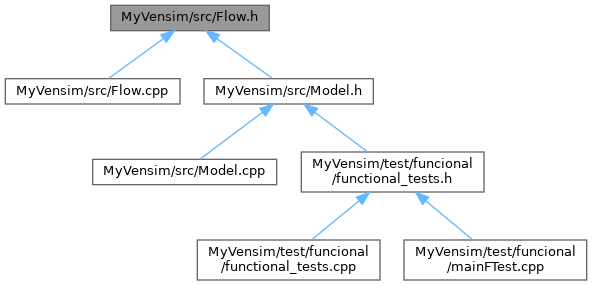 MyVensim/src/Flow.h
MyVensim/src/Flow.cpp
MyVensim/src/Model.h
MyVensim/src/Model.cpp
MyVensim/test/funcional
/functional_tests.h
MyVensim/test/funcional
/functional_tests.cpp
MyVensim/test/funcional
/mainFTest.cpp